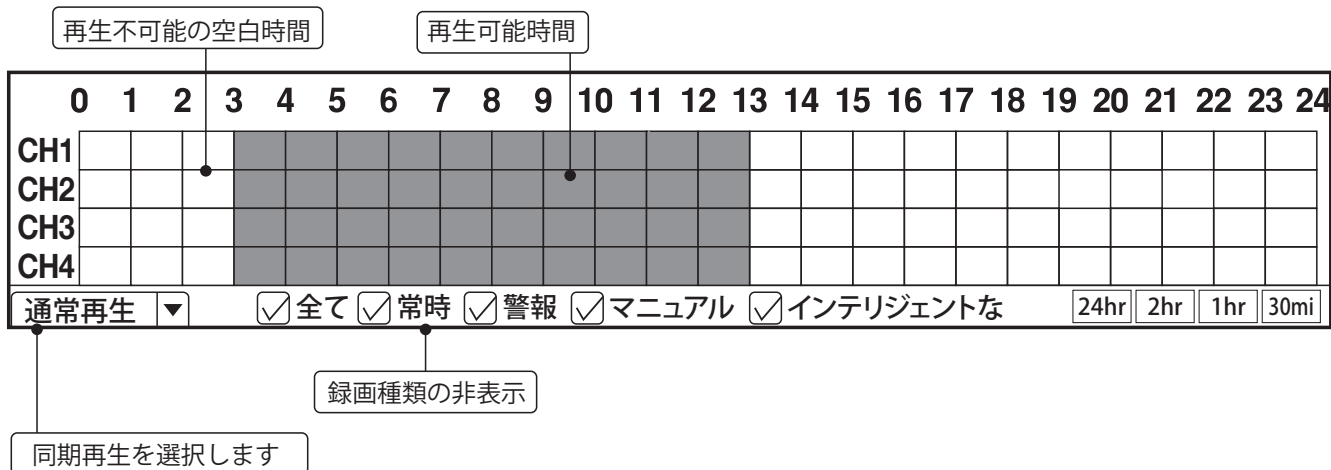 再生不可能の空白時間 再生可能時間
0 1 2 3 4 5 6 7 8 9 10 11 12 13 14 15 16 17 18 19 20 21 22 23 24
CH1
CH2
CH3
CH4
通常再生 全て 常時 警報 マニュアル インテリジェントな 24hr 2hr 1hr 30mi
録画種類の非表示
同期再生を選択します